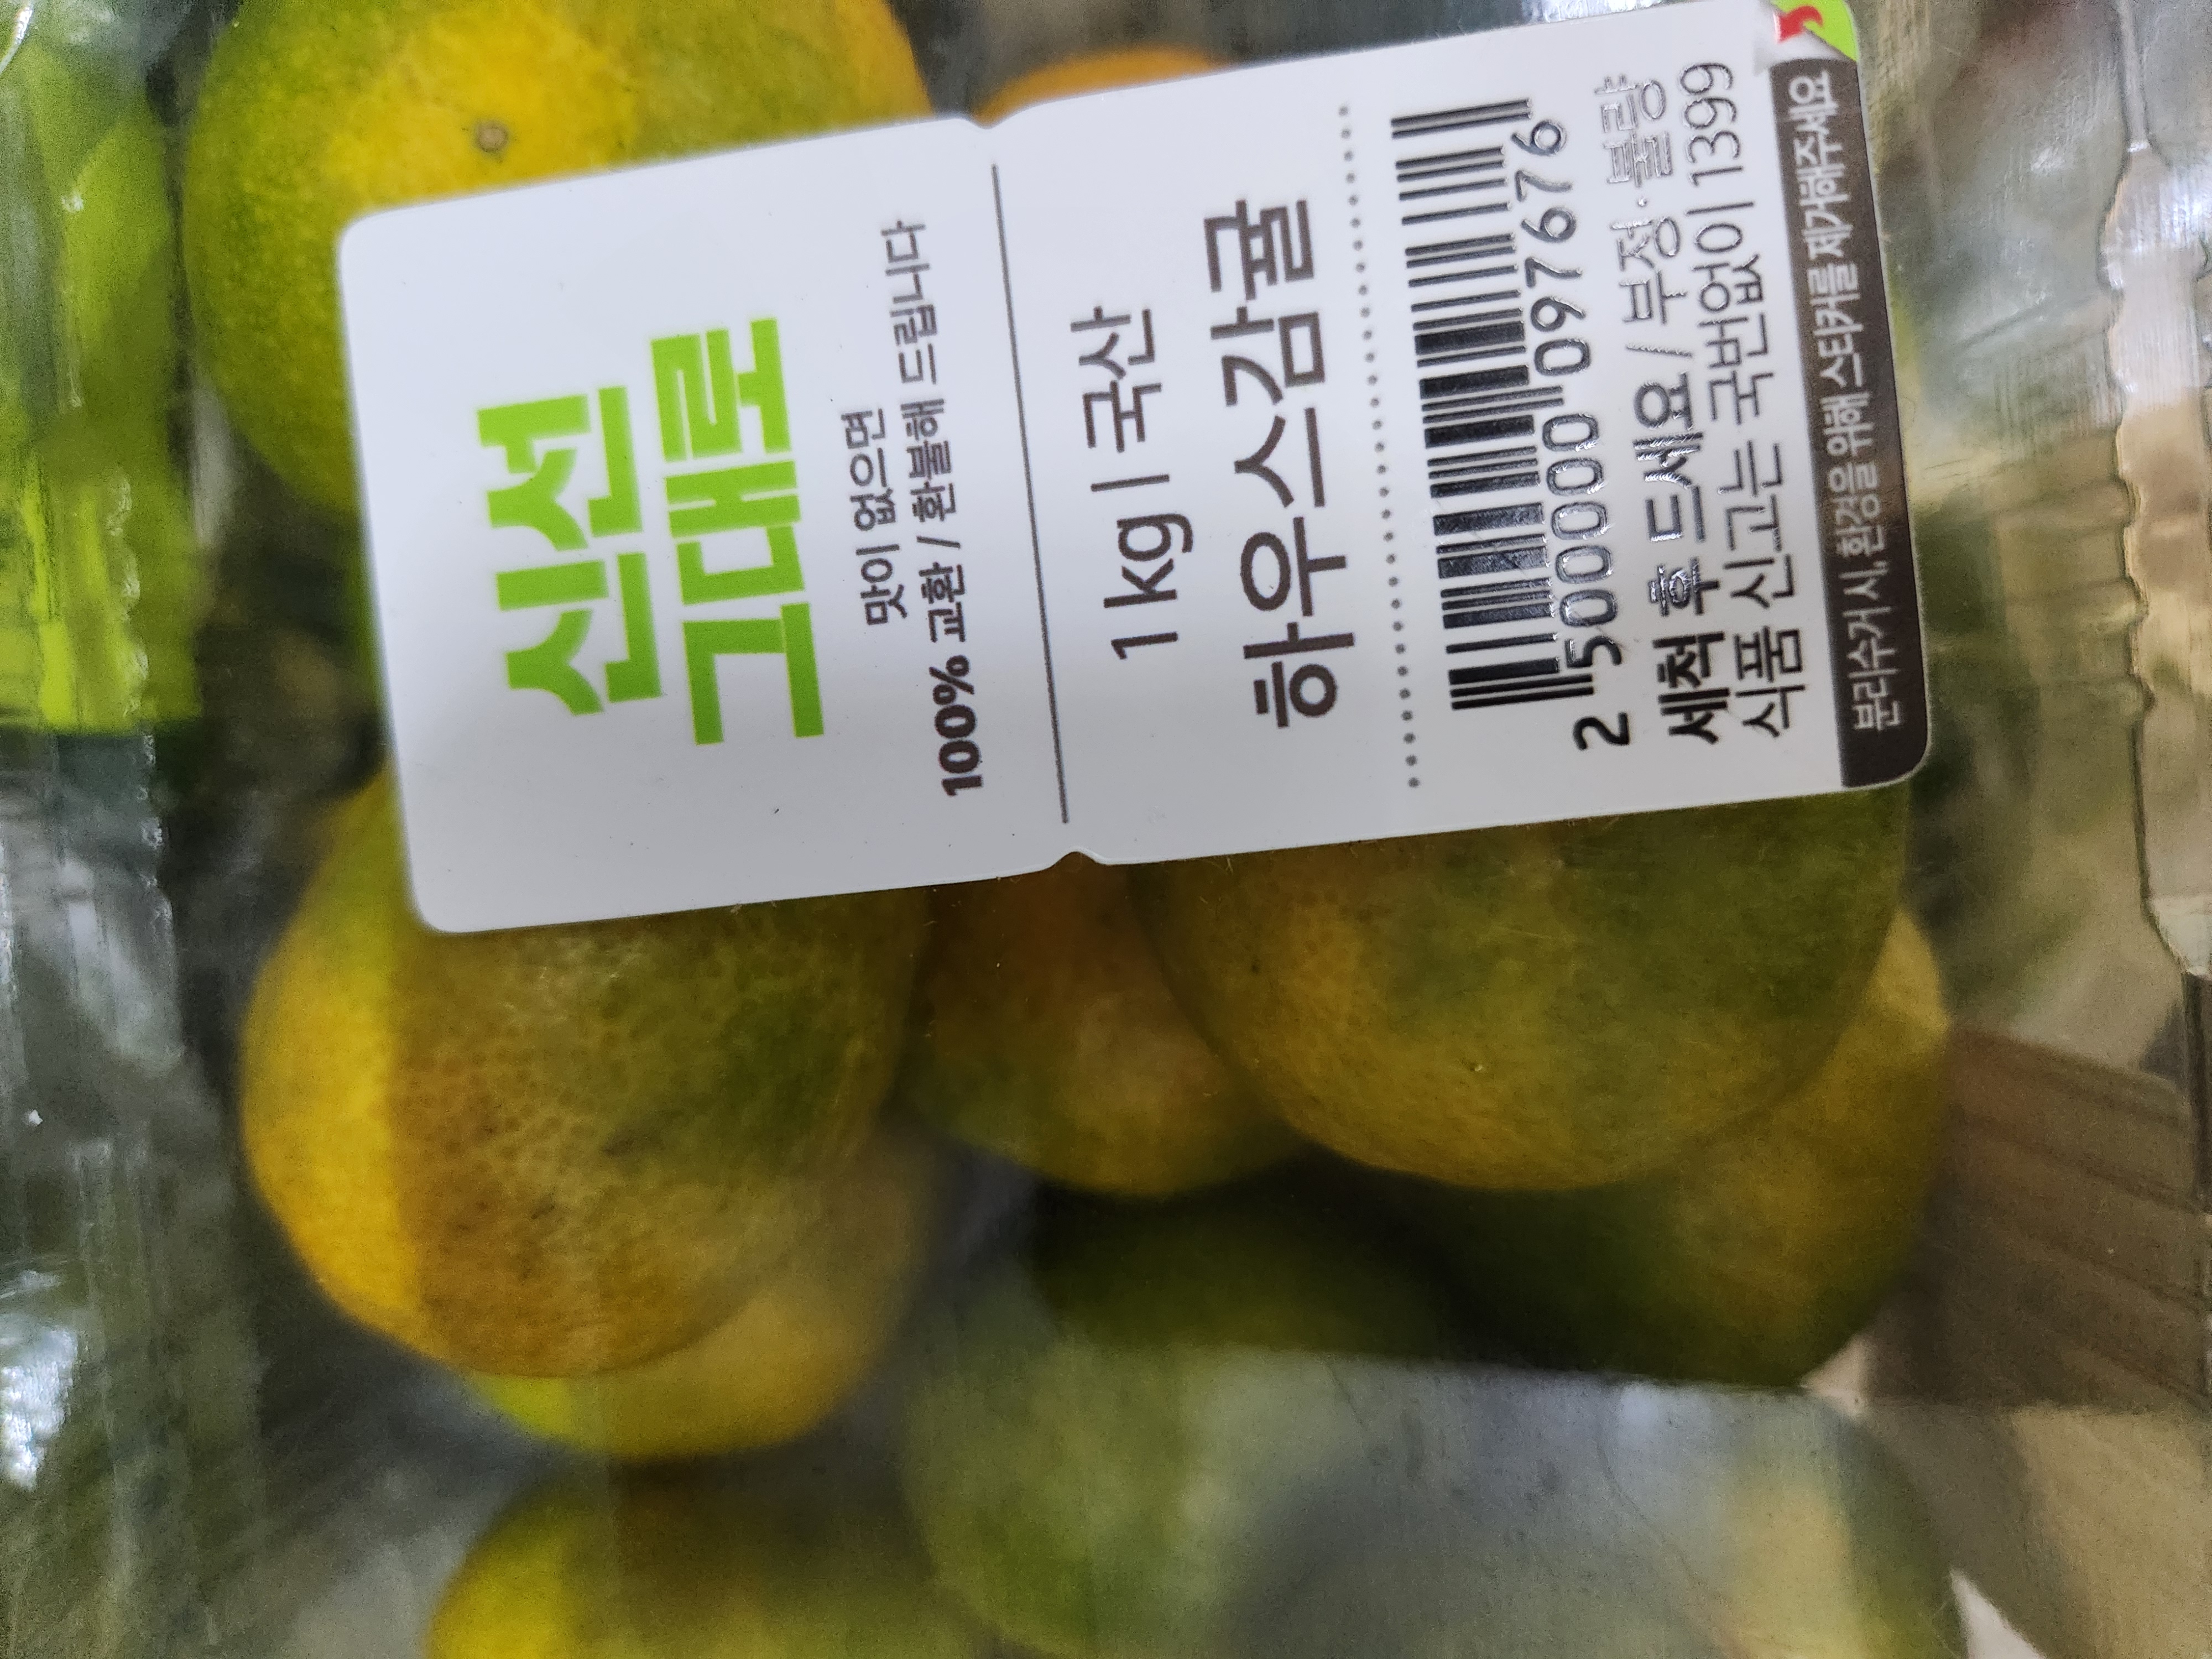 신선
그대로
맛이 없으면
100% 교환 / 환불해 드립니다
1kg | 국산
하우스감귤
2 500000 097676
세척 후 드세요 / 부정·불량
식품 신고는 국번없이 1399
분리수거 시, 환경을 위해 스티커를 제거해주세요